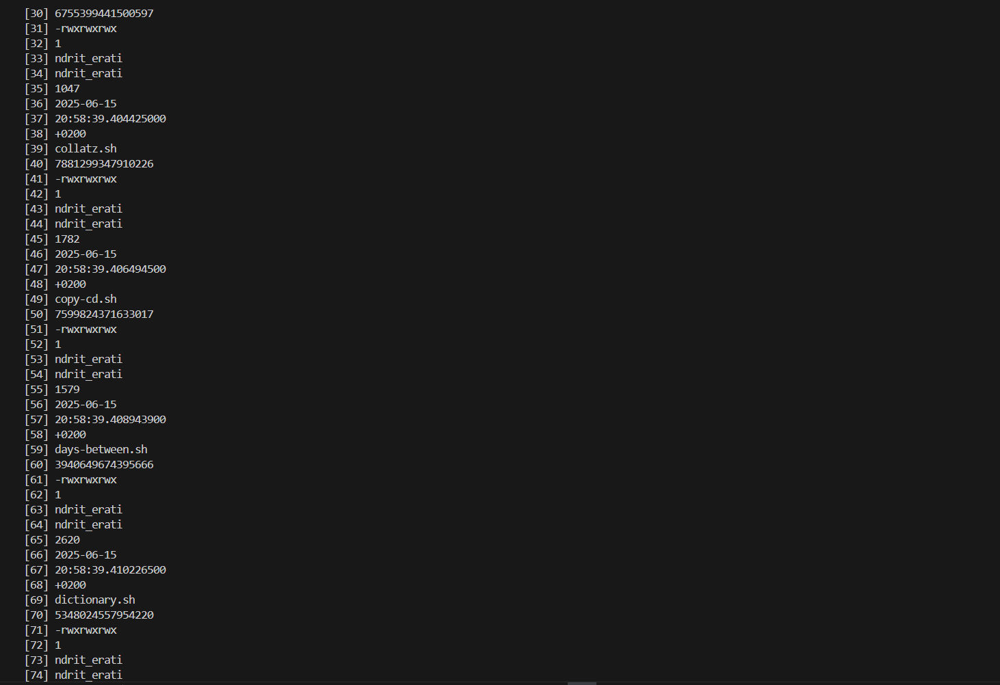 [30] 6755399441500597
[31] -rwxrwxrwx
[32] 1
[33] ndrit_erati
[34] ndrit_erati
[35] 1047
[36] 2025-06-15
[37] 20:58:39.404425000
[38] +0200
[39] collatz.sh
[40] 7881299347910226
[41] -rwxrwxrwx
[42] 1
[43] ndrit_erati
[44] ndrit_erati
[45] 1782
[46] 2025-06-15
[47] 20:58:39.406494500
[48] +0200
[49] copy-cd.sh
[50] 7599824371633017
[51] -rwxrwxrwx
[52] 1
[53] ndrit_erati
[54] ndrit_erati
[55] 1579
[56] 2025-06-15
[57] 20:58:39.408943900
[58] +0200
[59] days-between.sh
[60] 3940649674395666
[61] -rwxrwxrwx
[62] 1
[63] ndrit_erati
[64] ndrit_erati
[65] 2620
[66] 2025-06-15
[67] 20:58:39.410226500
[68] +0200
[69] dictionary.sh
[70] 5348024557954220
[71] -rwxrwxrwx
[72] 1
[73] ndrit_erati
[74] ndrit_erati